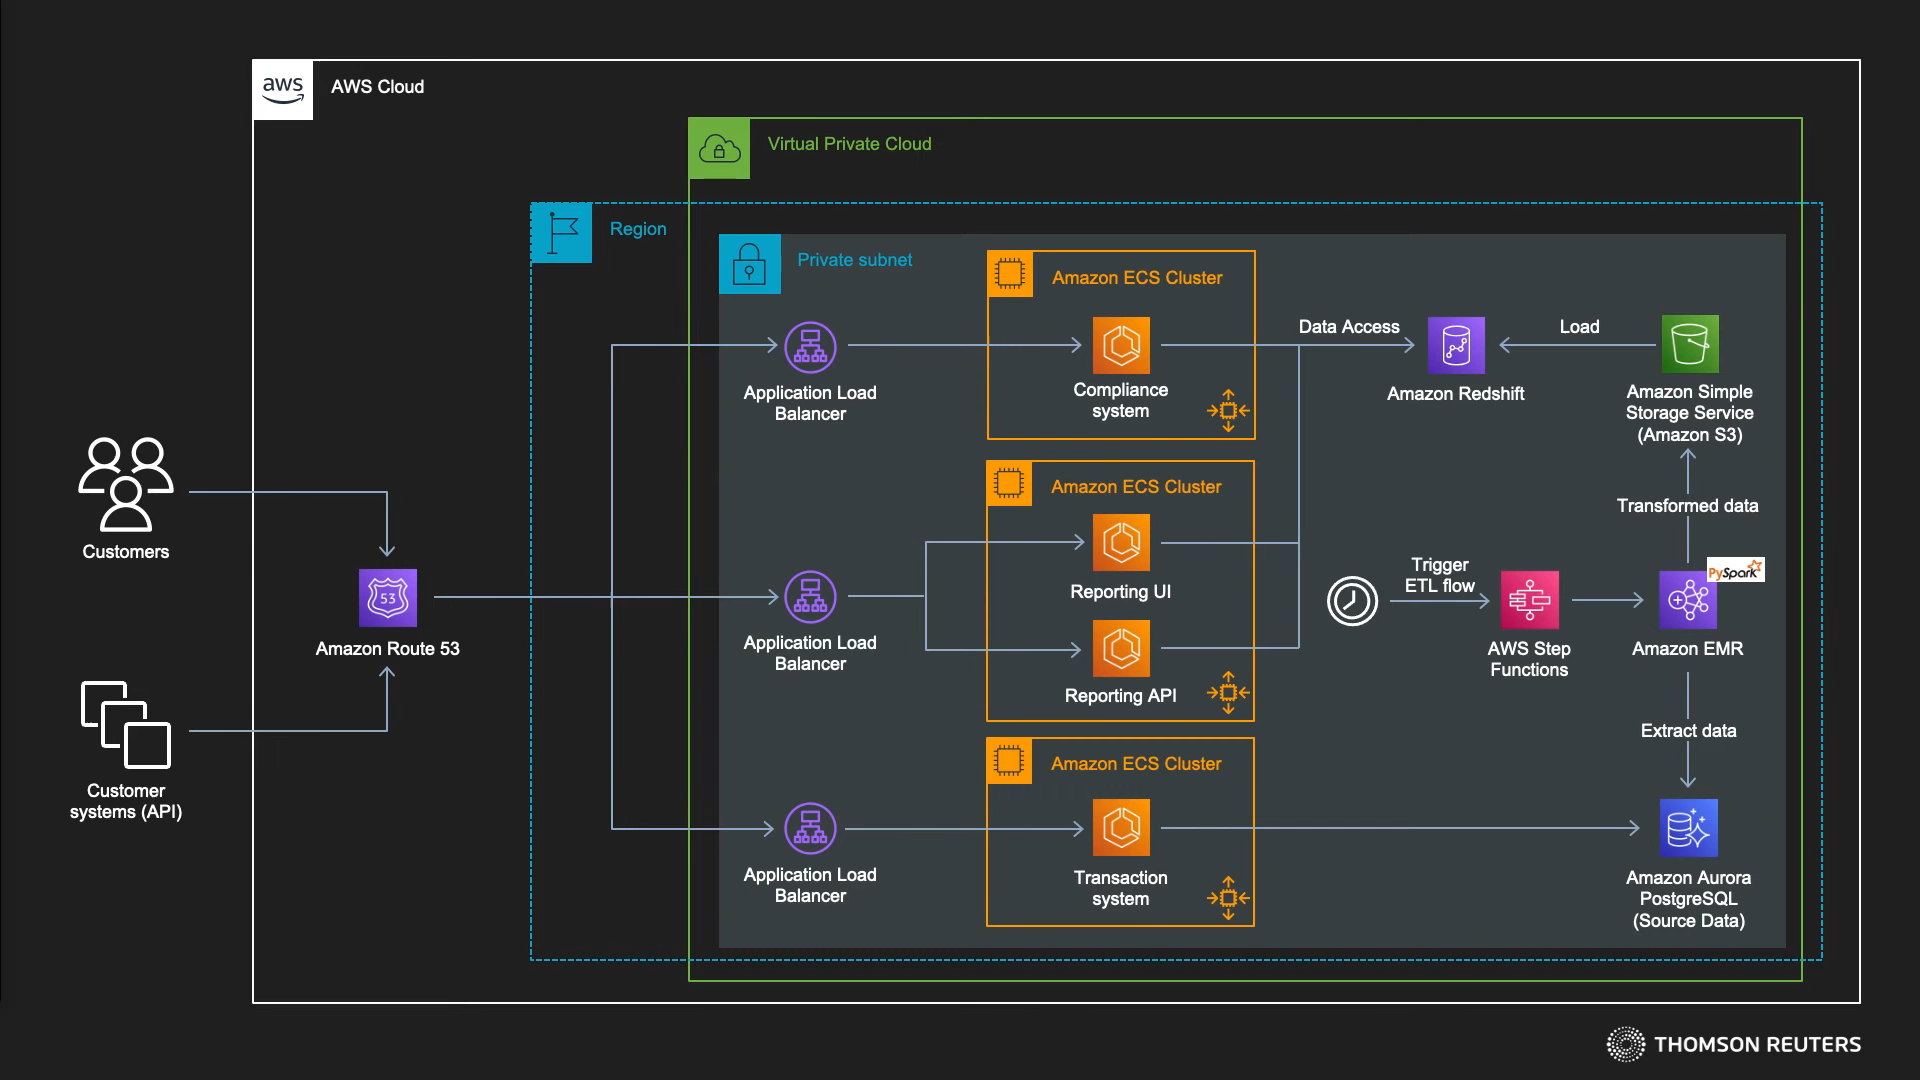 aws
AWS Cloud
Virtual Private Cloud
Region
Private subnet
Amazon ECS Cluster
Data Access
Load
Application Load
Balancer
Compliance
system
Amazon Redshift
Amazon Simple
Storage Service
(Amazon S3)
Customers
Amazon ECS Cluster
Transformed data
Trigger
ETL flow
PySpark
53
Amazon Route 53
Application Load
Balancer
Reporting UI
Reporting API
AWS Step
Functions
Amazon EMR
Extract data
Customer
systems (API)
Amazon ECS Cluster
Application Load
Balancer
Transaction
system
Amazon Aurora
PostgreSQL
(Source Data)
THOMSON REUTERS